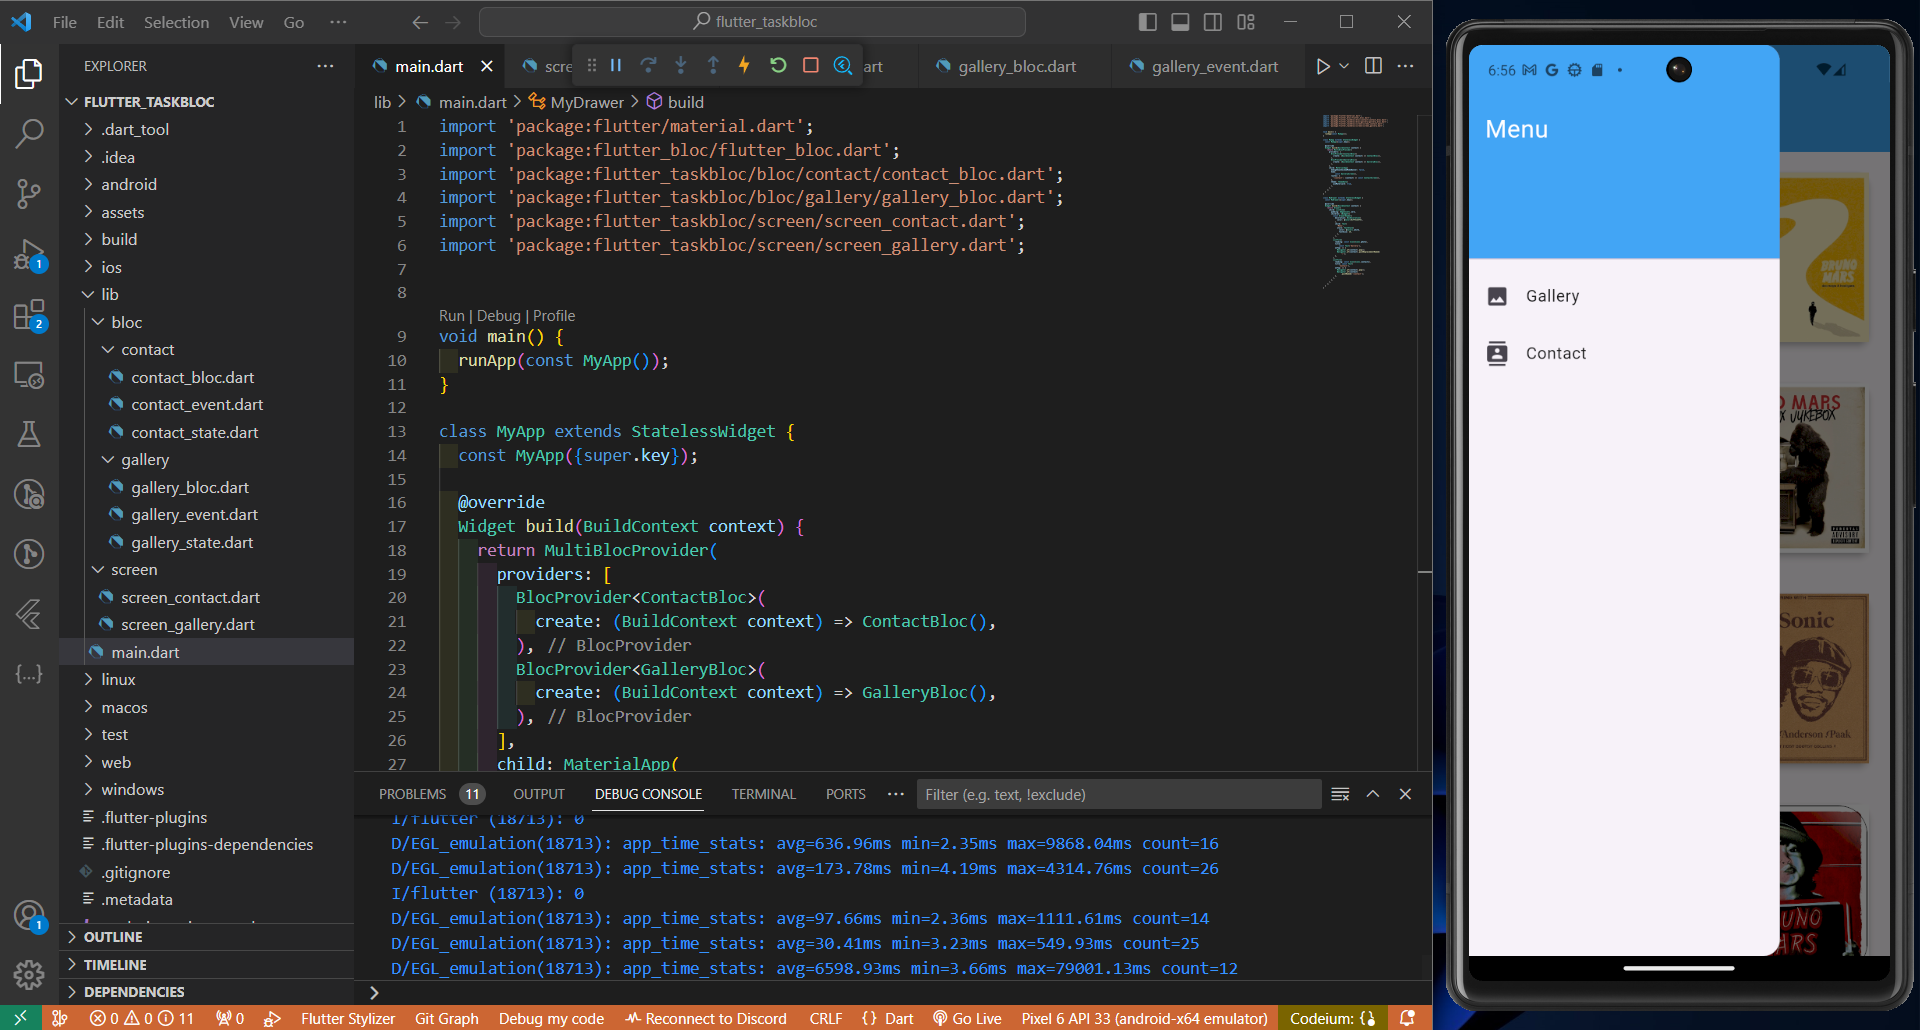 File Edit Selection View Go ··· flutter_taskbloc
EXPLORER ···
FLUTTER_TASKBLOC
.dart_tool
.idea
android
assets
build
ios
lib
bloc
contact
contact_bloc.dart
contact_event.dart
contact_state.dart
gallery
gallery_bloc.dart
gallery_event.dart
gallery_state.dart
screen
screen_contact.dart
screen_gallery.dart
main.dart
linux
macos
test
web
windows
.flutter-plugins
.flutter-plugins-dependencies
.gitignore
.metadata
OUTLINE
TIMELINE
DEPENDENCIES
1
2
1
main.dart scre art gallery_bloc.dart gallery_event.dart
lib > main.dart > MyDrawer > build
1 import 'package:flutter/material.dart';
2 import 'package:flutter_bloc/flutter_bloc.dart';
3 import 'package:flutter_taskbloc/bloc/contact/contact_bloc.dart';
4 import 'package:flutter_taskbloc/bloc/gallery/gallery_bloc.dart';
5 import 'package:flutter_taskbloc/screen/screen_contact.dart';
6 import 'package:flutter_taskbloc/screen/screen_gallery.dart';
7
8
Run | Debug | Profile
9 void main() {
10 runApp(const MyApp());
11 }
12
13 class MyApp extends StatelessWidget {
14 const MyApp({super.key});
15
16 @override
17 Widget build(BuildContext context) {
18 return MultiBlocProvider(
19 providers: [
20 BlocProvider<ContactBloc>(
21 create: (BuildContext context) => ContactBloc(),
22 ), // BlocProvider
23 BlocProvider<GalleryBloc>(
24 create: (BuildContext context) => GalleryBloc(),
25 ), // BlocProvider
26 ],
27 child: MaterialApp(
PROBLEMS 11 OUTPUT DEBUG CONSOLE TERMINAL PORTS ··· Filter (e.g. text, !exclude)
I/flutter (18713): 0
D/EGL_emulation(18713): app_time_stats: avg=636.96ms min=2.35ms max=9868.04ms count=16
D/EGL_emulation(18713): app_time_stats: avg=173.78ms min=4.19ms max=4314.76ms count=26
I/flutter (18713): 0
D/EGL_emulation(18713): app_time_stats: avg=97.66ms min=2.36ms max=1111.61ms count=14
D/EGL_emulation(18713): app_time_stats: avg=30.41ms min=3.23ms max=549.93ms count=25
D/EGL_emulation(18713): app_time_stats: avg=6598.93ms min=3.66ms max=79001.13ms count=12
>
0 0 11 0 Flutter Stylizer Git Graph Debug my code Reconnect to Discord CRLF {} Dart Go Live Pixel 6 API 33 (android-x64 emulator) Codeium: {}
6:56
Menu
Gallery
Contact
BRUNO
MARS
MARS
JUKEBOX
Sonic
Anderson .Paak
UNO
ARS